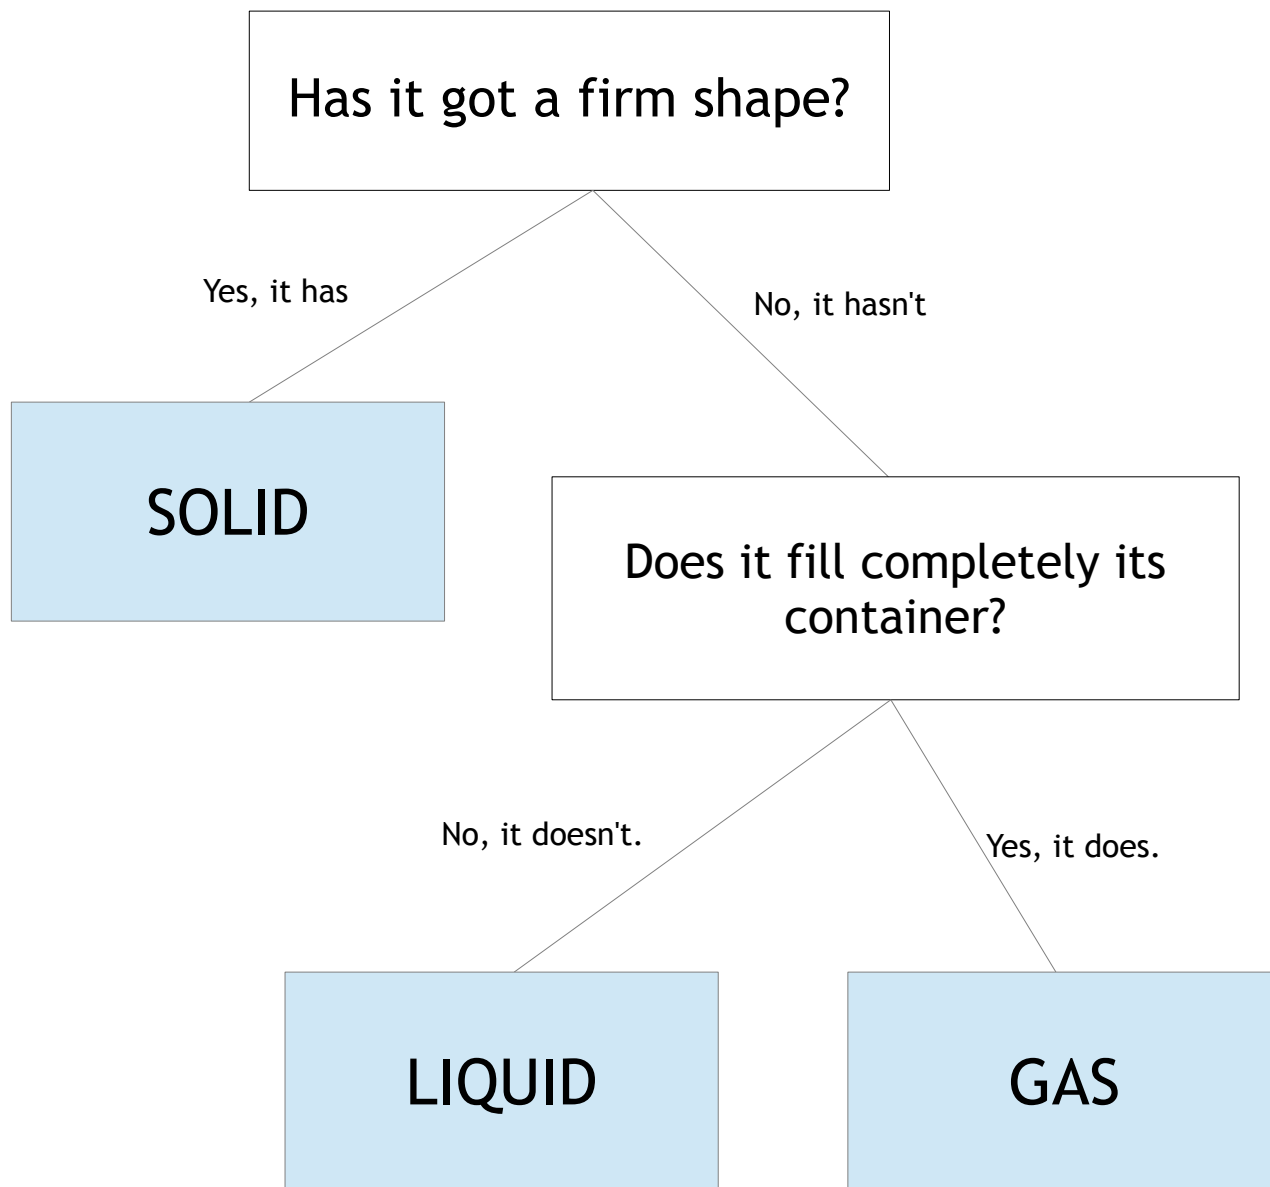 Has it got a firm shape?
Yes, it has
No, it hasn't
SOLID
Does it fill completely its
container?
No, it doesn't.
Yes, it does.
LIQUID
GAS